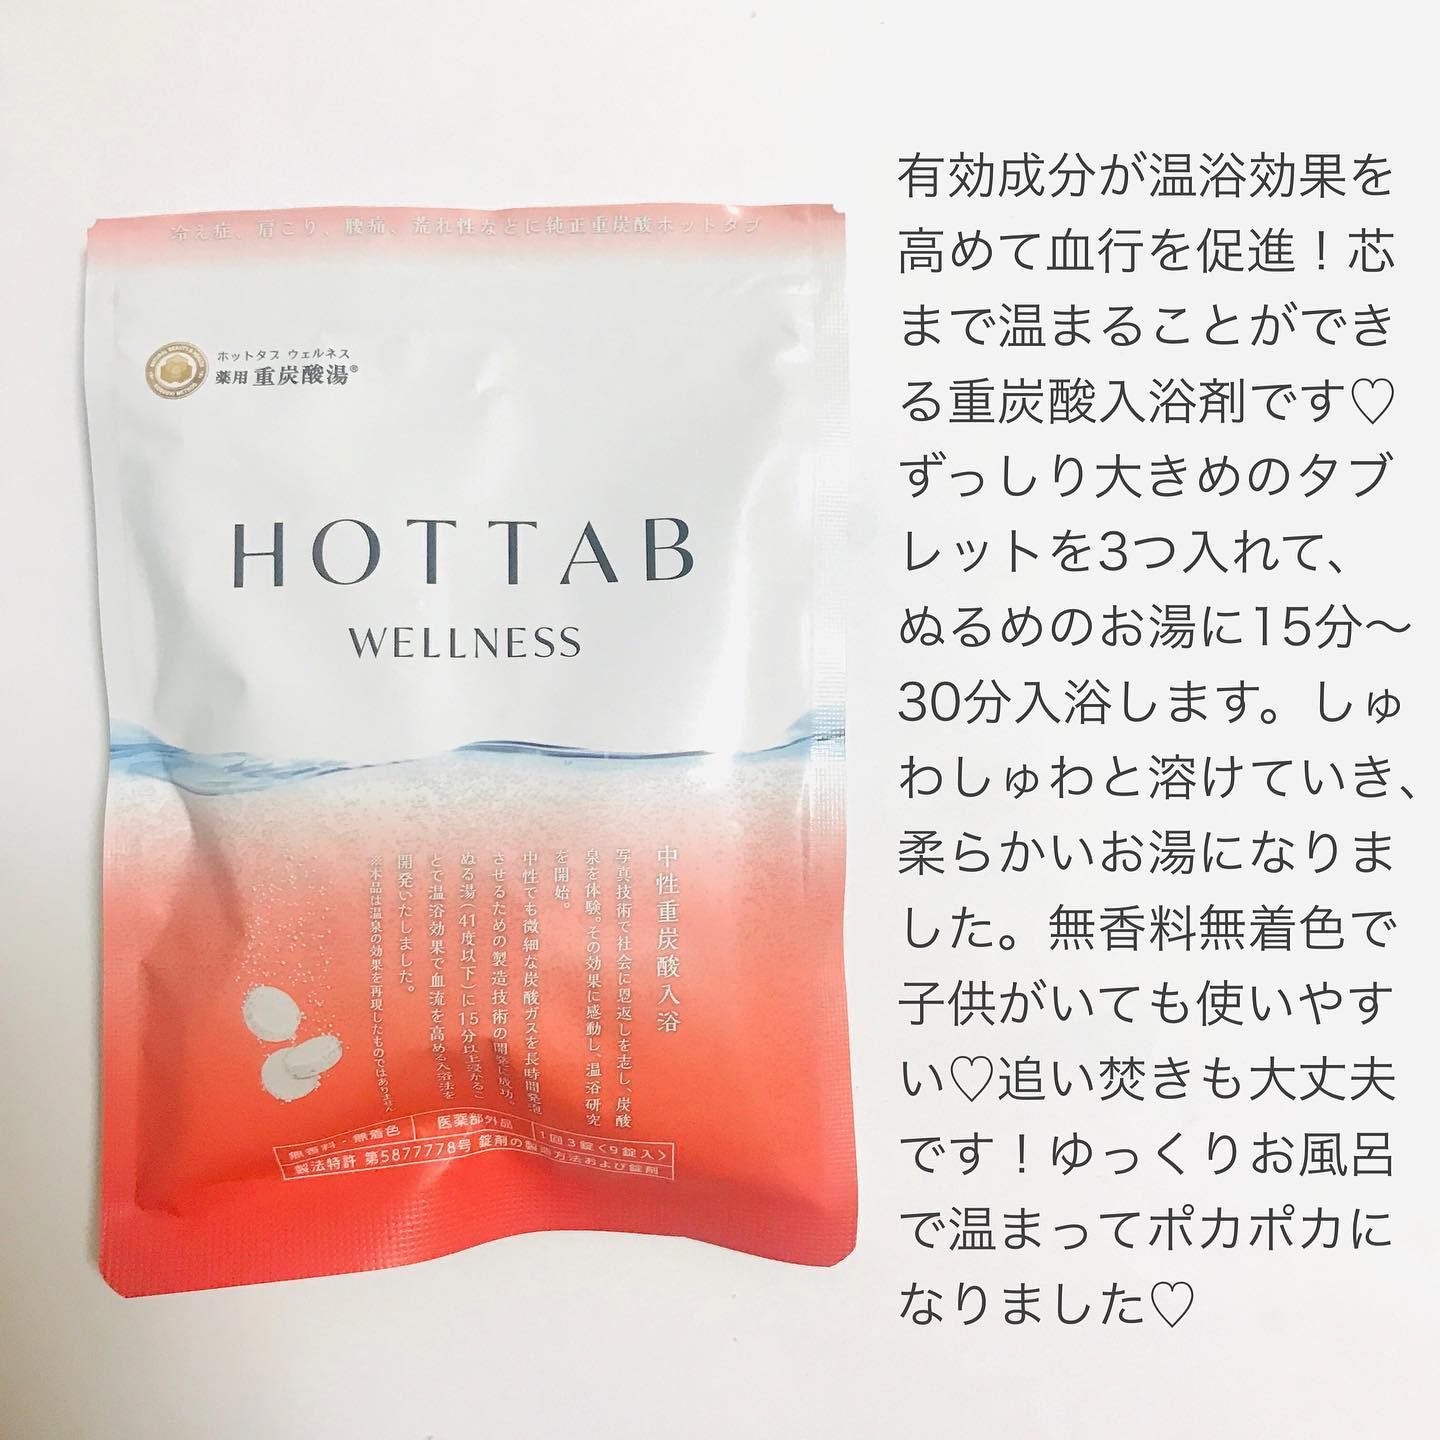 冷え症、肩こり、腰痛、荒れ性などに純正重炭酸ホットタブ
ホットタブ ウェルネス
薬用 重炭酸湯®
HOT TAB
WELLNESS
中性重炭酸入浴
写真技術で社会に恩返しを志し、炭酸
泉を体験。その効果に感動し、温浴研究
を開始。
中性でも微細な炭酸ガスを長時間発泡
させるための製造技術の開発に成功。
ぬる湯(41度以下)に15分以上浸かるこ
とで温浴効果で血流を高める入浴法を
開発いたしました。
※本品は温泉の効果を再現したものではありません
無香料・無着色 医薬部外品 1回3錠<9錠入>
製法特許 第5877778号 錠剤の製造方法および錠剤
有効成分が温浴効果を
高めて血行を促進！芯
まで温まることができ
る重炭酸入浴剤です♡
ずっしり大きめのタブ
レットを3つ入れて、
ぬるめのお湯に15分〜
30分入浴します。しゅ
わしゅわと溶けていき、
柔らかいお湯になりま
した。無香料無着色で
子供がいても使いやす
い♡追い焚きも大丈夫
です！ゆっくりお風呂
で温まってポカポカに
なりました♡